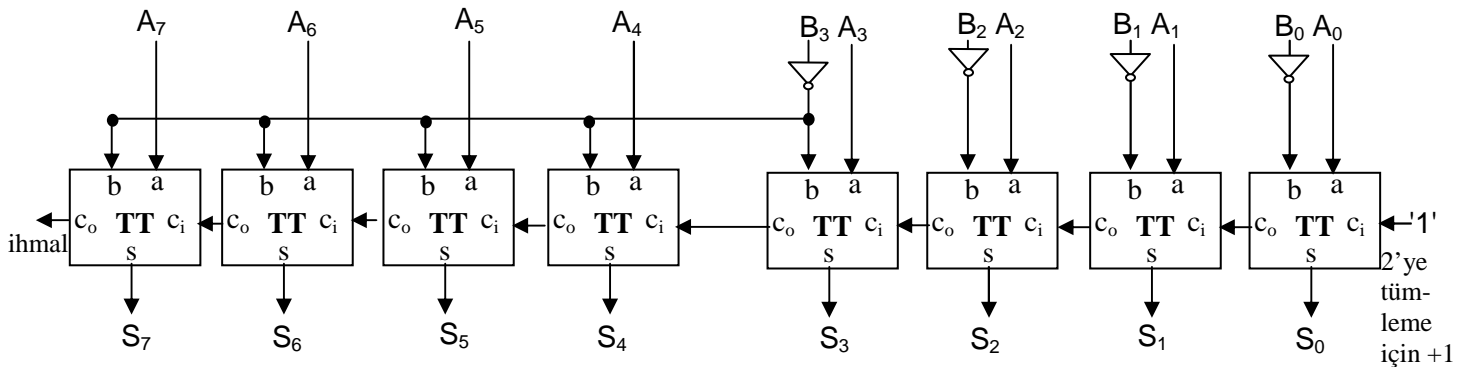 A₇ A₆ A₅ A₄ B₃ A₃ B₂ A₂ B₁ A₁ B₀ A₀
b a b a b a b a b a b a b a b a
cₒ TT cᵢ cₒ TT cᵢ cₒ TT cᵢ cₒ TT cᵢ cₒ TT cᵢ cₒ TT cᵢ cₒ TT cᵢ cₒ TT cᵢ '1'
ihmal
s s s s s s s s
2'ye
tüm-
leme
için +1
S₇ S₆ S₅ S₄ S₃ S₂ S₁ S₀